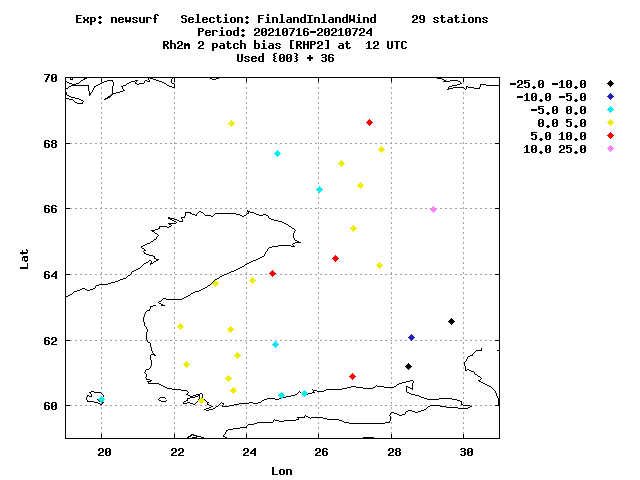 Exp: newsurf Selection: FinlandInlandWind 29 stations
Period: 20210716-20210724
Rh2m 2 patch bias [RHP2] at 12 UTC
Used {00} + 36
-25.0 -10.0
-10.0 -5.0
-5.0 0.0
0.0 5.0
5.0 10.0
10.0 25.0
70
68
66
64
62
60
Lat
20 22 24 26 28 30
Lon